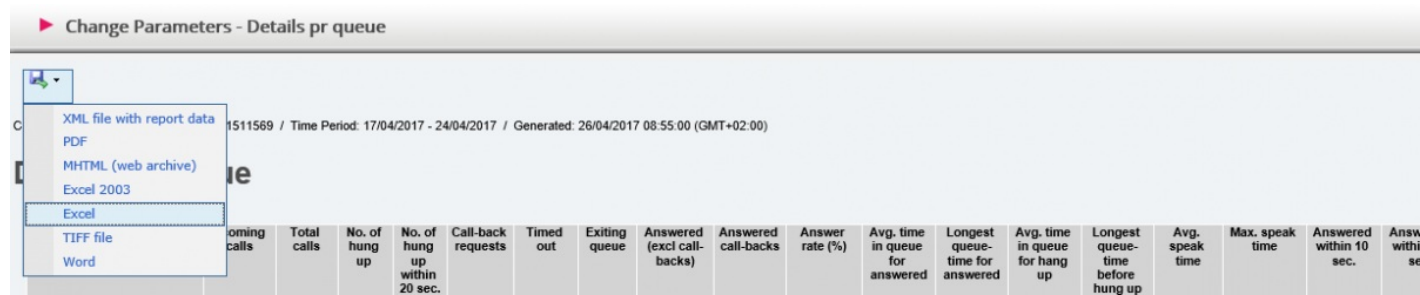 Change Parameters - Details pr queue
XML file with report data
1511569 / Time Period: 17/04/2017 - 24/04/2017 / Generated: 26/04/2017 08:55:00 (GMT+02:00)
PDF
MHTML (web archive)
Excel 2003
Excel
TIFF file
Word
calls
Total calls
No. of hung up
No. of hung up within 20 sec.
Call-back requests
Timed out
Exiting queue
Answered (excl call-backs)
Answered call-backs
Answer rate (%)
Avg. time in queue for answered
Longest queue-time for answered
Avg. time in queue for hang up
Longest queue-time before hung up
Avg. speak time
Max. speak time
Answered within 10 sec.